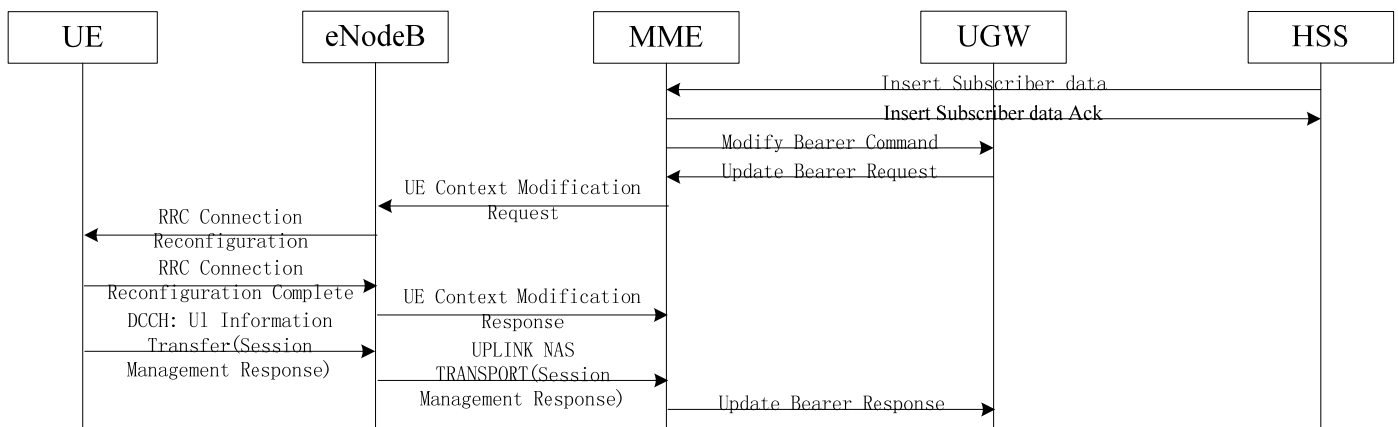 UE
eNodeB
MME
UGW
HSS
Insert Subscriber data
Insert Subscriber data Ack
Modify Bearer Command
Update Bearer Request
UE Context Modification
Request
RRC Connection
Reconfiguration
RRC Connection
Reconfiguration Complete
UE Context Modification
Response
DCCH: Ul Information
Transfer(Session
Management Response)
UPLINK NAS
TRANSPORT(Session
Management Response)
Update Bearer Response